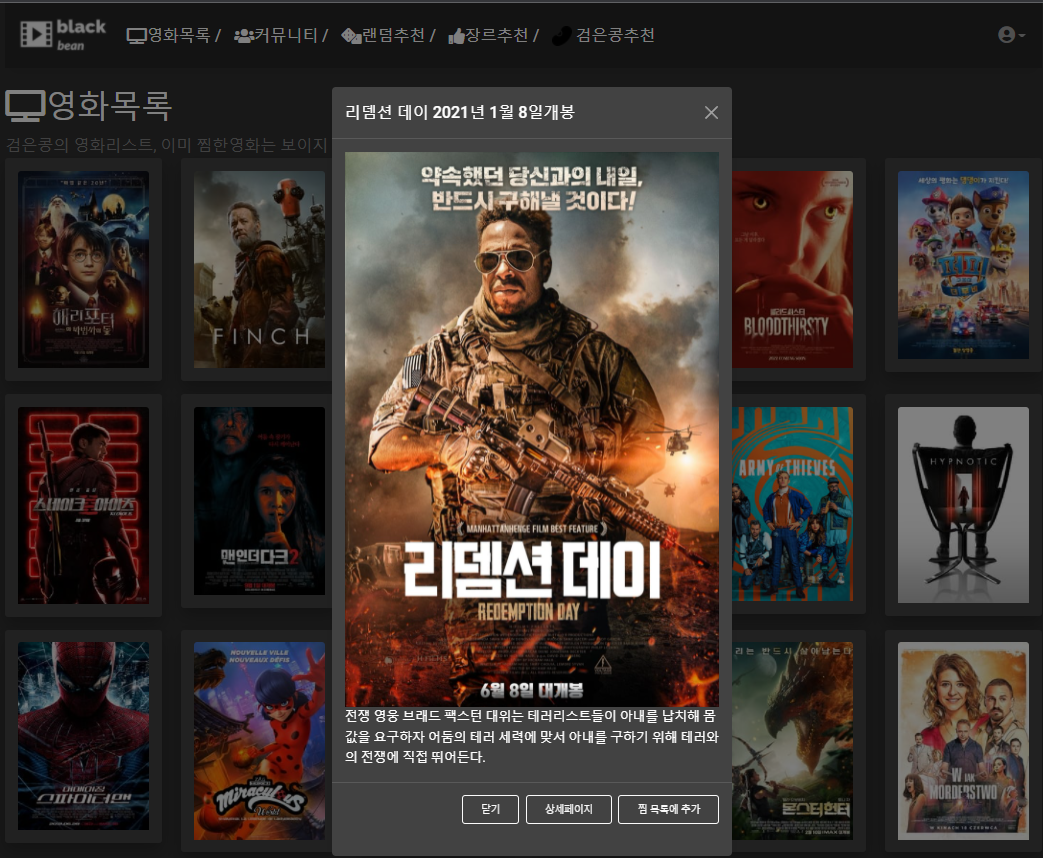 black
bean
영화목록 / 커뮤니티 / 랜덤추천 / 장르추천 / 검은콩추천
영화목록
검은콩의 영화리스트, 이미 찜한영화는 보이지
리뎀션 데이 2021년 1월 8일개봉
약속했던 당신과의 내일,
반드시 구해낼 것이다!
MANHATTANHENGE FILM BEST FEATURE
리뎀션 데이
REDEMPTION DAY
6월 8일 대개봉
전쟁 영웅 브래드 팩스턴 대위는 테러리스트들이 아내를 납치해 몸
값을 요구하자 어둠의 테러 세력에 맞서 아내를 구하기 위해 테러와
의 전쟁에 직접 뛰어든다.
닫기
상세페이지
찜 목록에 추가
해리포터
FINCH
BLOODTHIRSTY
스네이크 아이즈
맨인더다크2
ARMY OF THIEVES
HYPNOTIC
어메이징
스파이더맨
NOUVELLE VILLE
NOUVEAUX DÉFIS
Miraculous
World
몬스터헌터
W JAK
MORDERSTWO